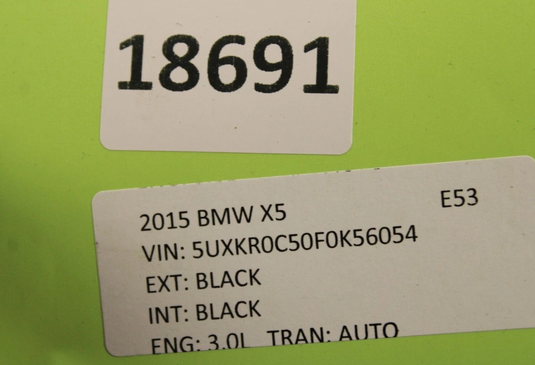 18691
2015 BMW X5 E53
VIN: 5UXKR0C50F0K56054
EXT: BLACK
INT: BLACK
ENG: 3.0L TRAN: AUTO